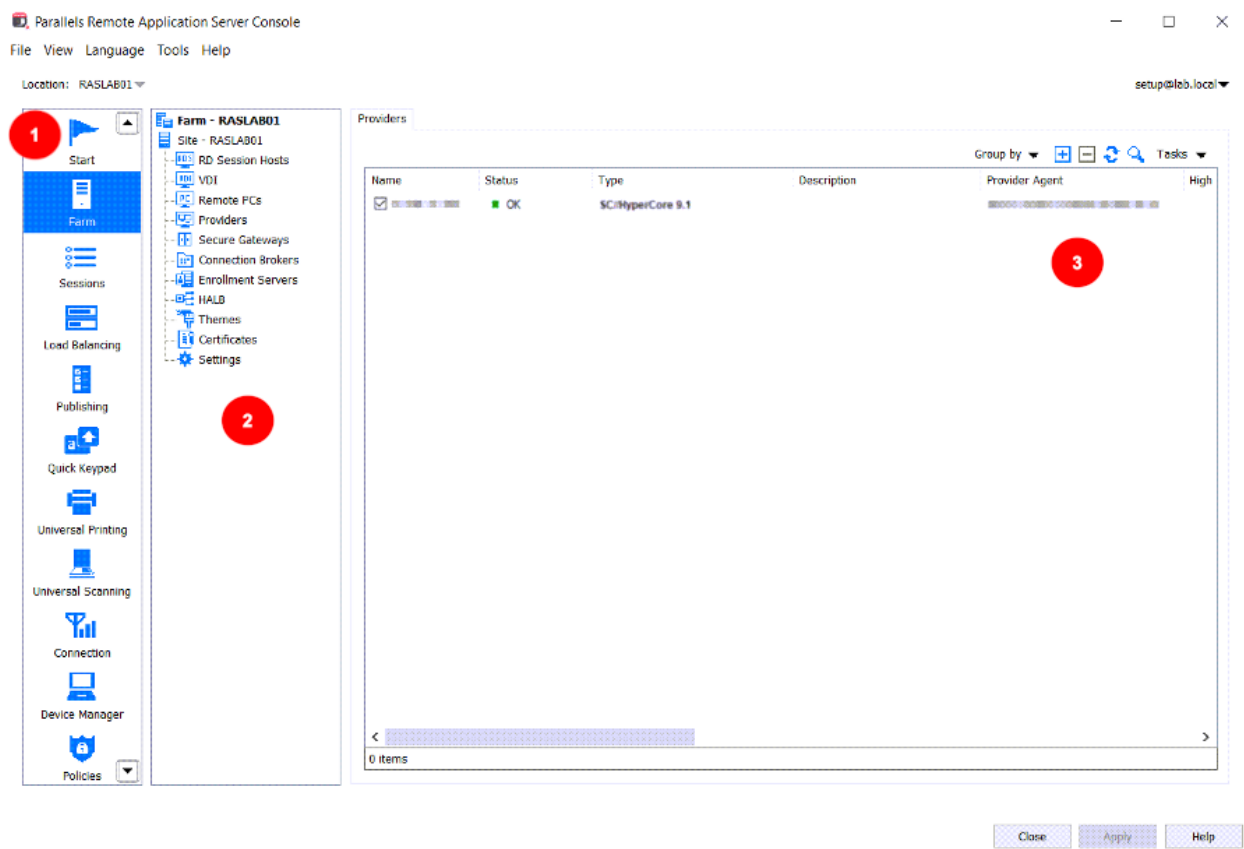 Parallels Remote Application Server Console
File View Language Tools Help
Location: RASLAB01
setup@lab.local
1
Start
Farm
Sessions
Load Balancing
Publishing
Quick Keypad
Universal Printing
Universal Scanning
Connection
Device Manager
Policies
Farm - RASLAB01
Site - RASLAB01
RD Session Hosts
VDI
Remote PCs
Providers
Secure Gateways
Connection Brokers
Enrollment Servers
HALB
Themes
Certificates
Settings
2
Providers
Group by Tasks
Name Status Type Description Provider Agent High
OK SC//HyperCore 9.1
3
0 items
Close Apply Help